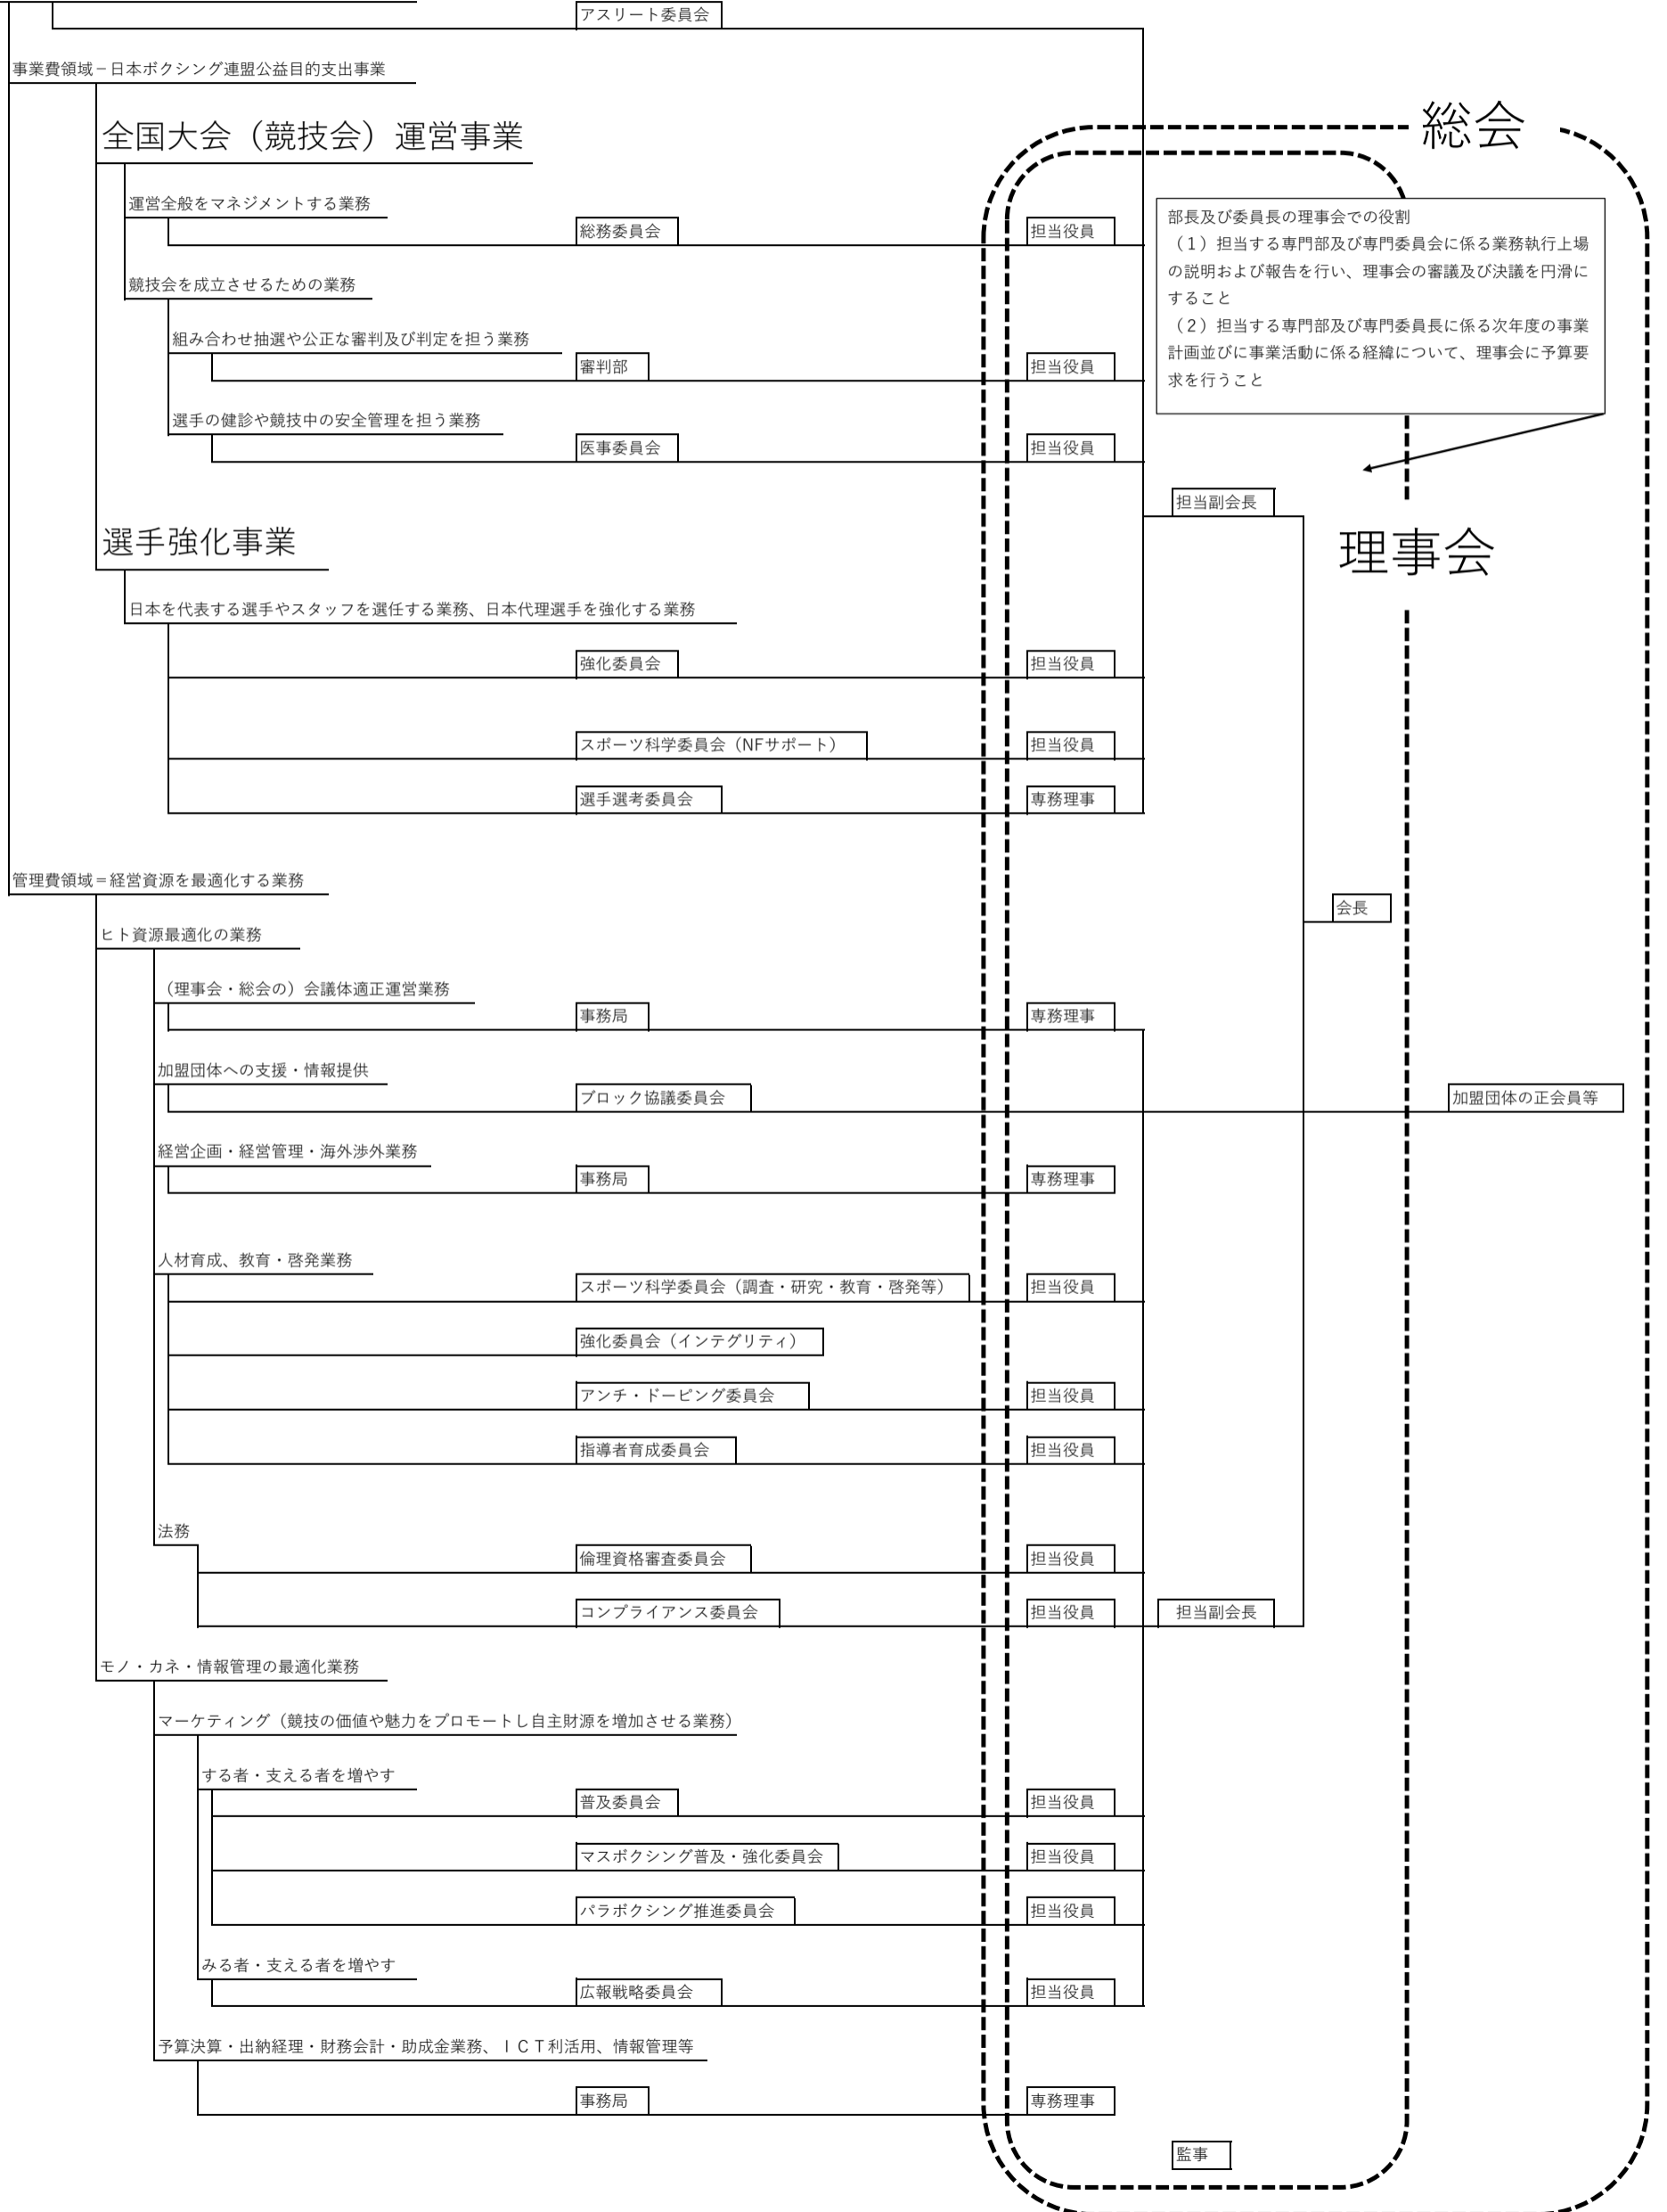 アスリート委員会
事業費領域－日本ボクシング連盟公益目的支出事業
全国大会（競技会）運営事業
総会
運営全般をマネジメントする業務
総務委員会
担当役員
部長及び委員長の理事会での役割
（１）担当する専門部及び専門委員会に係る業務執行上場
の説明および報告を行い、理事会の審議及び決議を円滑に
すること
（２）担当する専門部及び専門委員長に係る次年度の事業
計画並びに事業活動に係る経緯について、理事会に予算要
求を行うこと
競技会を成立させるための業務
組み合わせ抽選や公正な審判及び判定を担う業務
審判部
担当役員
選手の健診や競技中の安全管理を担う業務
医事委員会
担当役員
担当副会長
選手強化事業
理事会
日本を代表する選手やスタッフを選任する業務、日本代理選手を強化する業務
強化委員会
担当役員
スポーツ科学委員会（NFサポート）
担当役員
選手選考委員会
専務理事
管理費領域＝経営資源を最適化する業務
会長
ヒト資源最適化の業務
（理事会・総会の）会議体適正運営業務
事務局
専務理事
加盟団体への支援・情報提供
ブロック協議委員会
加盟団体の正会員等
経営企画・経営管理・海外渉外業務
事務局
専務理事
人材育成、教育・啓発業務
スポーツ科学委員会（調査・研究・教育・啓発等）
担当役員
強化委員会（インテグリティ）
アンチ・ドーピング委員会
担当役員
指導者育成委員会
担当役員
法務
倫理資格審査委員会
担当役員
コンプライアンス委員会
担当役員
担当副会長
モノ・カネ・情報管理の最適化業務
マーケティング（競技の価値や魅力をプロモートし自主財源を増加させる業務）
する者・支える者を増やす
普及委員会
担当役員
マスボクシング普及・強化委員会
担当役員
パラボクシング推進委員会
担当役員
みる者・支える者を増やす
広報戦略委員会
担当役員
予算決算・出納経理・財務会計・助成金業務、ＩＣＴ利活用、情報管理等
事務局
専務理事
監事